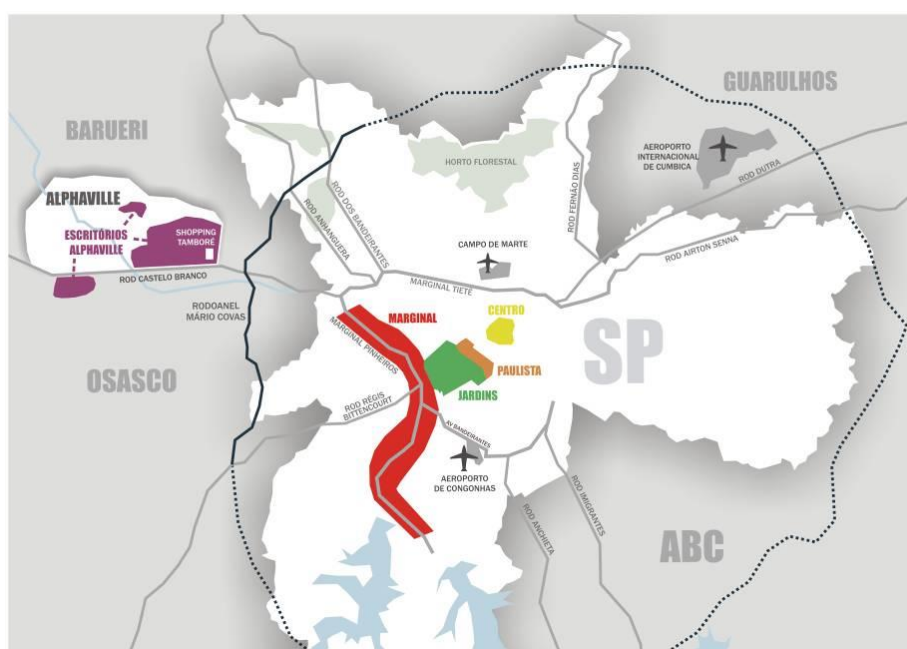 GUARULHOS
BARUERI
AEROPORTO
INTERNACIONAL
DE CUMBICA
HORTO FLORESTAL
ROD DUTRA
ROD FERNÃO DIAS
ROD DOS BANDEIRANTES
ROD ANHANGUERA
ALPHAVILLE
ESCRITÓRIOS
ALPHAVILLE
SHOPPING
TAMBORÉ
CAMPO DE MARTE
ROD AIRTON SENNA
ROD CASTELO BRANCO
MARGINAL TIETÉ
RODOANEL
MÁRIO COVAS
MARGINAL
CENTRO
MARGINAL PINHEIROS
SP
PAULISTA
JARDINS
OSASCO
ROD RÉGIS
BITTENCOURT
AV BANDEIRANTES
AEROPORTO
DE CONGONHAS
ROD ANCHIETA
ROD IMIGRANTES
ABC